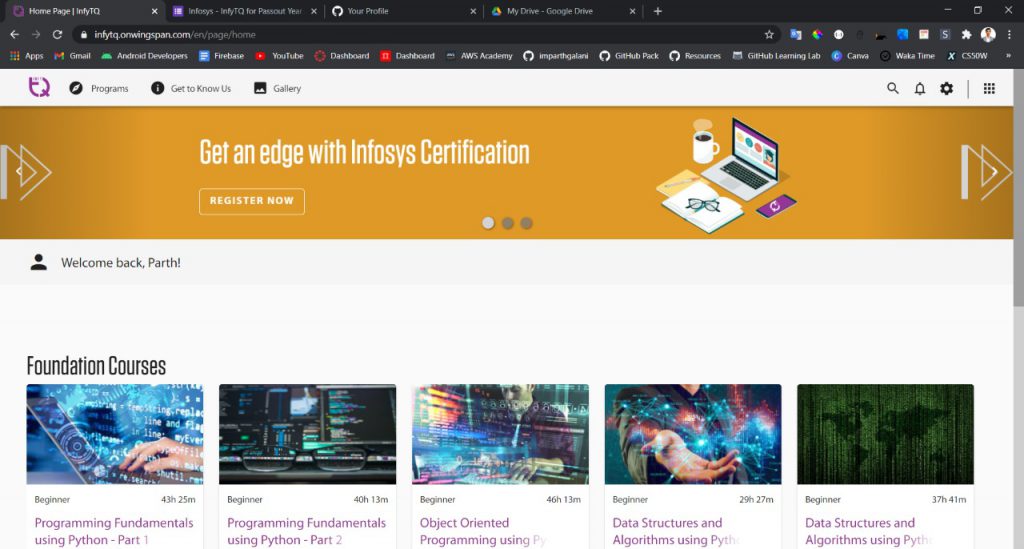 Home Page | InfyTQ
Infosys - InfyTQ for Passout Year
Your Profile
My Drive - Google Drive
infytq.onwingspan.com/en/page/home
Apps
Gmail
Android Developers
Firebase
YouTube
Dashboard
Dashboard
AWS Academy
imparthgalani
GitHub Pack
Resources
GitHub Learning Lab
Canva
Waka Time
CS50W
Programs
Get to Know Us
Gallery
Get an edge with Infosys Certification
REGISTER NOW
Welcome back, Parth!
Foundation Courses
Beginner 43h 25m
Programming Fundamentals
using Python - Part 1
Beginner 40h 13m
Programming Fundamentals
using Python - Part 2
Beginner 46h 13m
Object Oriented
Programming using Py
Beginner 29h 27m
Data Structures and
Algorithms using Pyth
Beginner 37h 41m
Data Structures and
Algorithms using Pyth